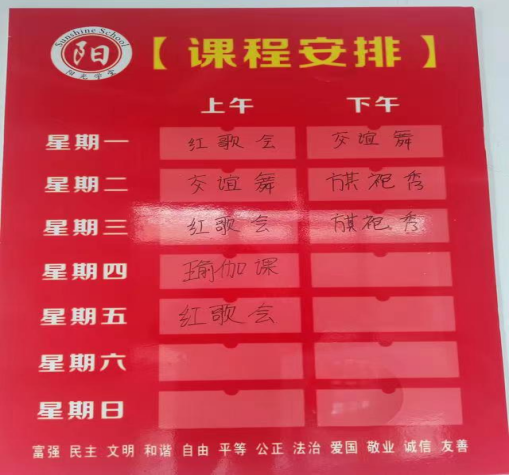 Sunshine School
阳
阳光学堂
【课程安排】
上午 下午
星期一 红歌会 交谊舞
星期二 交谊舞 旗袍秀
星期三 红歌会 旗袍秀
星期四 瑜伽课
星期五 红歌会
星期六
星期日
富强 民主 文明 和谐 自由 平等 公正 法治 爱国 敬业 诚信 友善